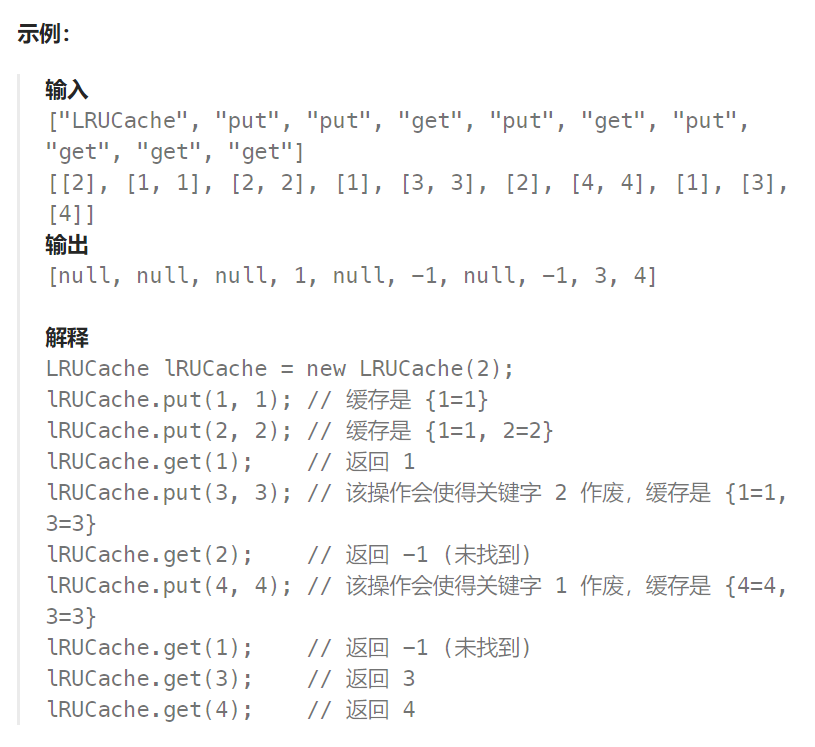 示例：
输入
["LRUCache", "put", "put", "get", "put", "get", "put",
"get", "get", "get"]
[[2], [1, 1], [2, 2], [1], [3, 3], [2], [4, 4], [1], [3],
[4]]
输出
[null, null, null, 1, null, -1, null, -1, 3, 4]
解释
LRUCache lRUCache = new LRUCache(2);
lRUCache.put(1, 1); // 缓存是 {1=1}
lRUCache.put(2, 2); // 缓存是 {1=1, 2=2}
lRUCache.get(1);    // 返回 1
lRUCache.put(3, 3); // 该操作会使得关键字 2 作废，缓存是 {1=1,
3=3}
lRUCache.get(2);    // 返回 -1 (未找到)
lRUCache.put(4, 4); // 该操作会使得关键字 1 作废，缓存是 {4=4,
3=3}
lRUCache.get(1);    // 返回 -1 (未找到)
lRUCache.get(3);    // 返回 3
lRUCache.get(4);    // 返回 4